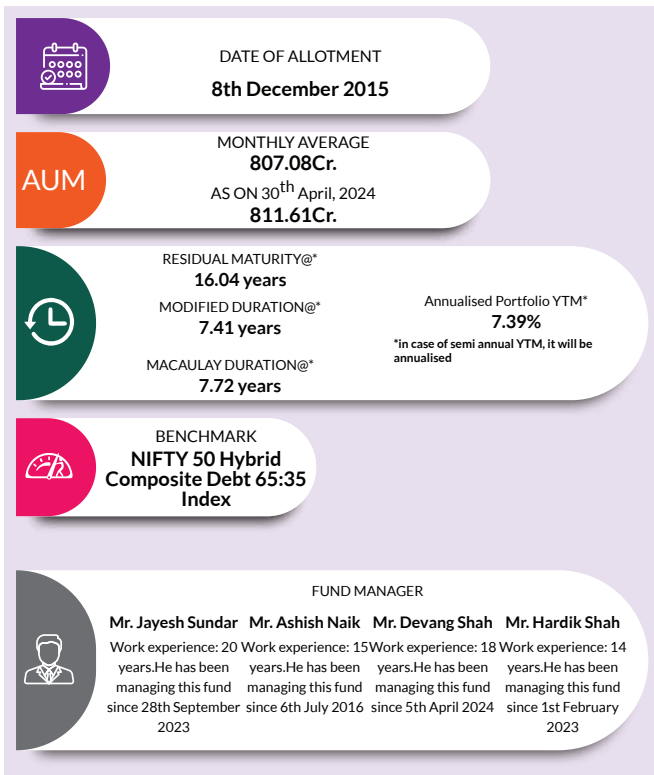 DATE OF ALLOTMENT
8th December 2015
AUM
MONTHLY AVERAGE
807.08Cr.
AS ON 30th April, 2024
811.61Cr.
RESIDUAL MATURITY@*
16.04 years
MODIFIED DURATION@*
7.41 years
MACAULAY DURATION@*
7.72 years
Annualised Portfolio YTM*
7.39%
*in case of semi annual YTM, it will be
annualised
BENCHMARK
NIFTY 50 Hybrid
Composite Debt 65:35
Index
FUND MANAGER
Mr. Jayesh Sundar
Work experience: 20
years.He has been
managing this fund
since 28th September
2023
Mr. Ashish Naik
Work experience: 15
years.He has been
managing this fund
since 6th July 2016
Mr. Devang Shah
Work experience: 18
years.He has been
managing this fund
since 5th April 2024
Mr. Hardik Shah
Work experience: 14
years.He has been
managing this fund
since 1st February
2023